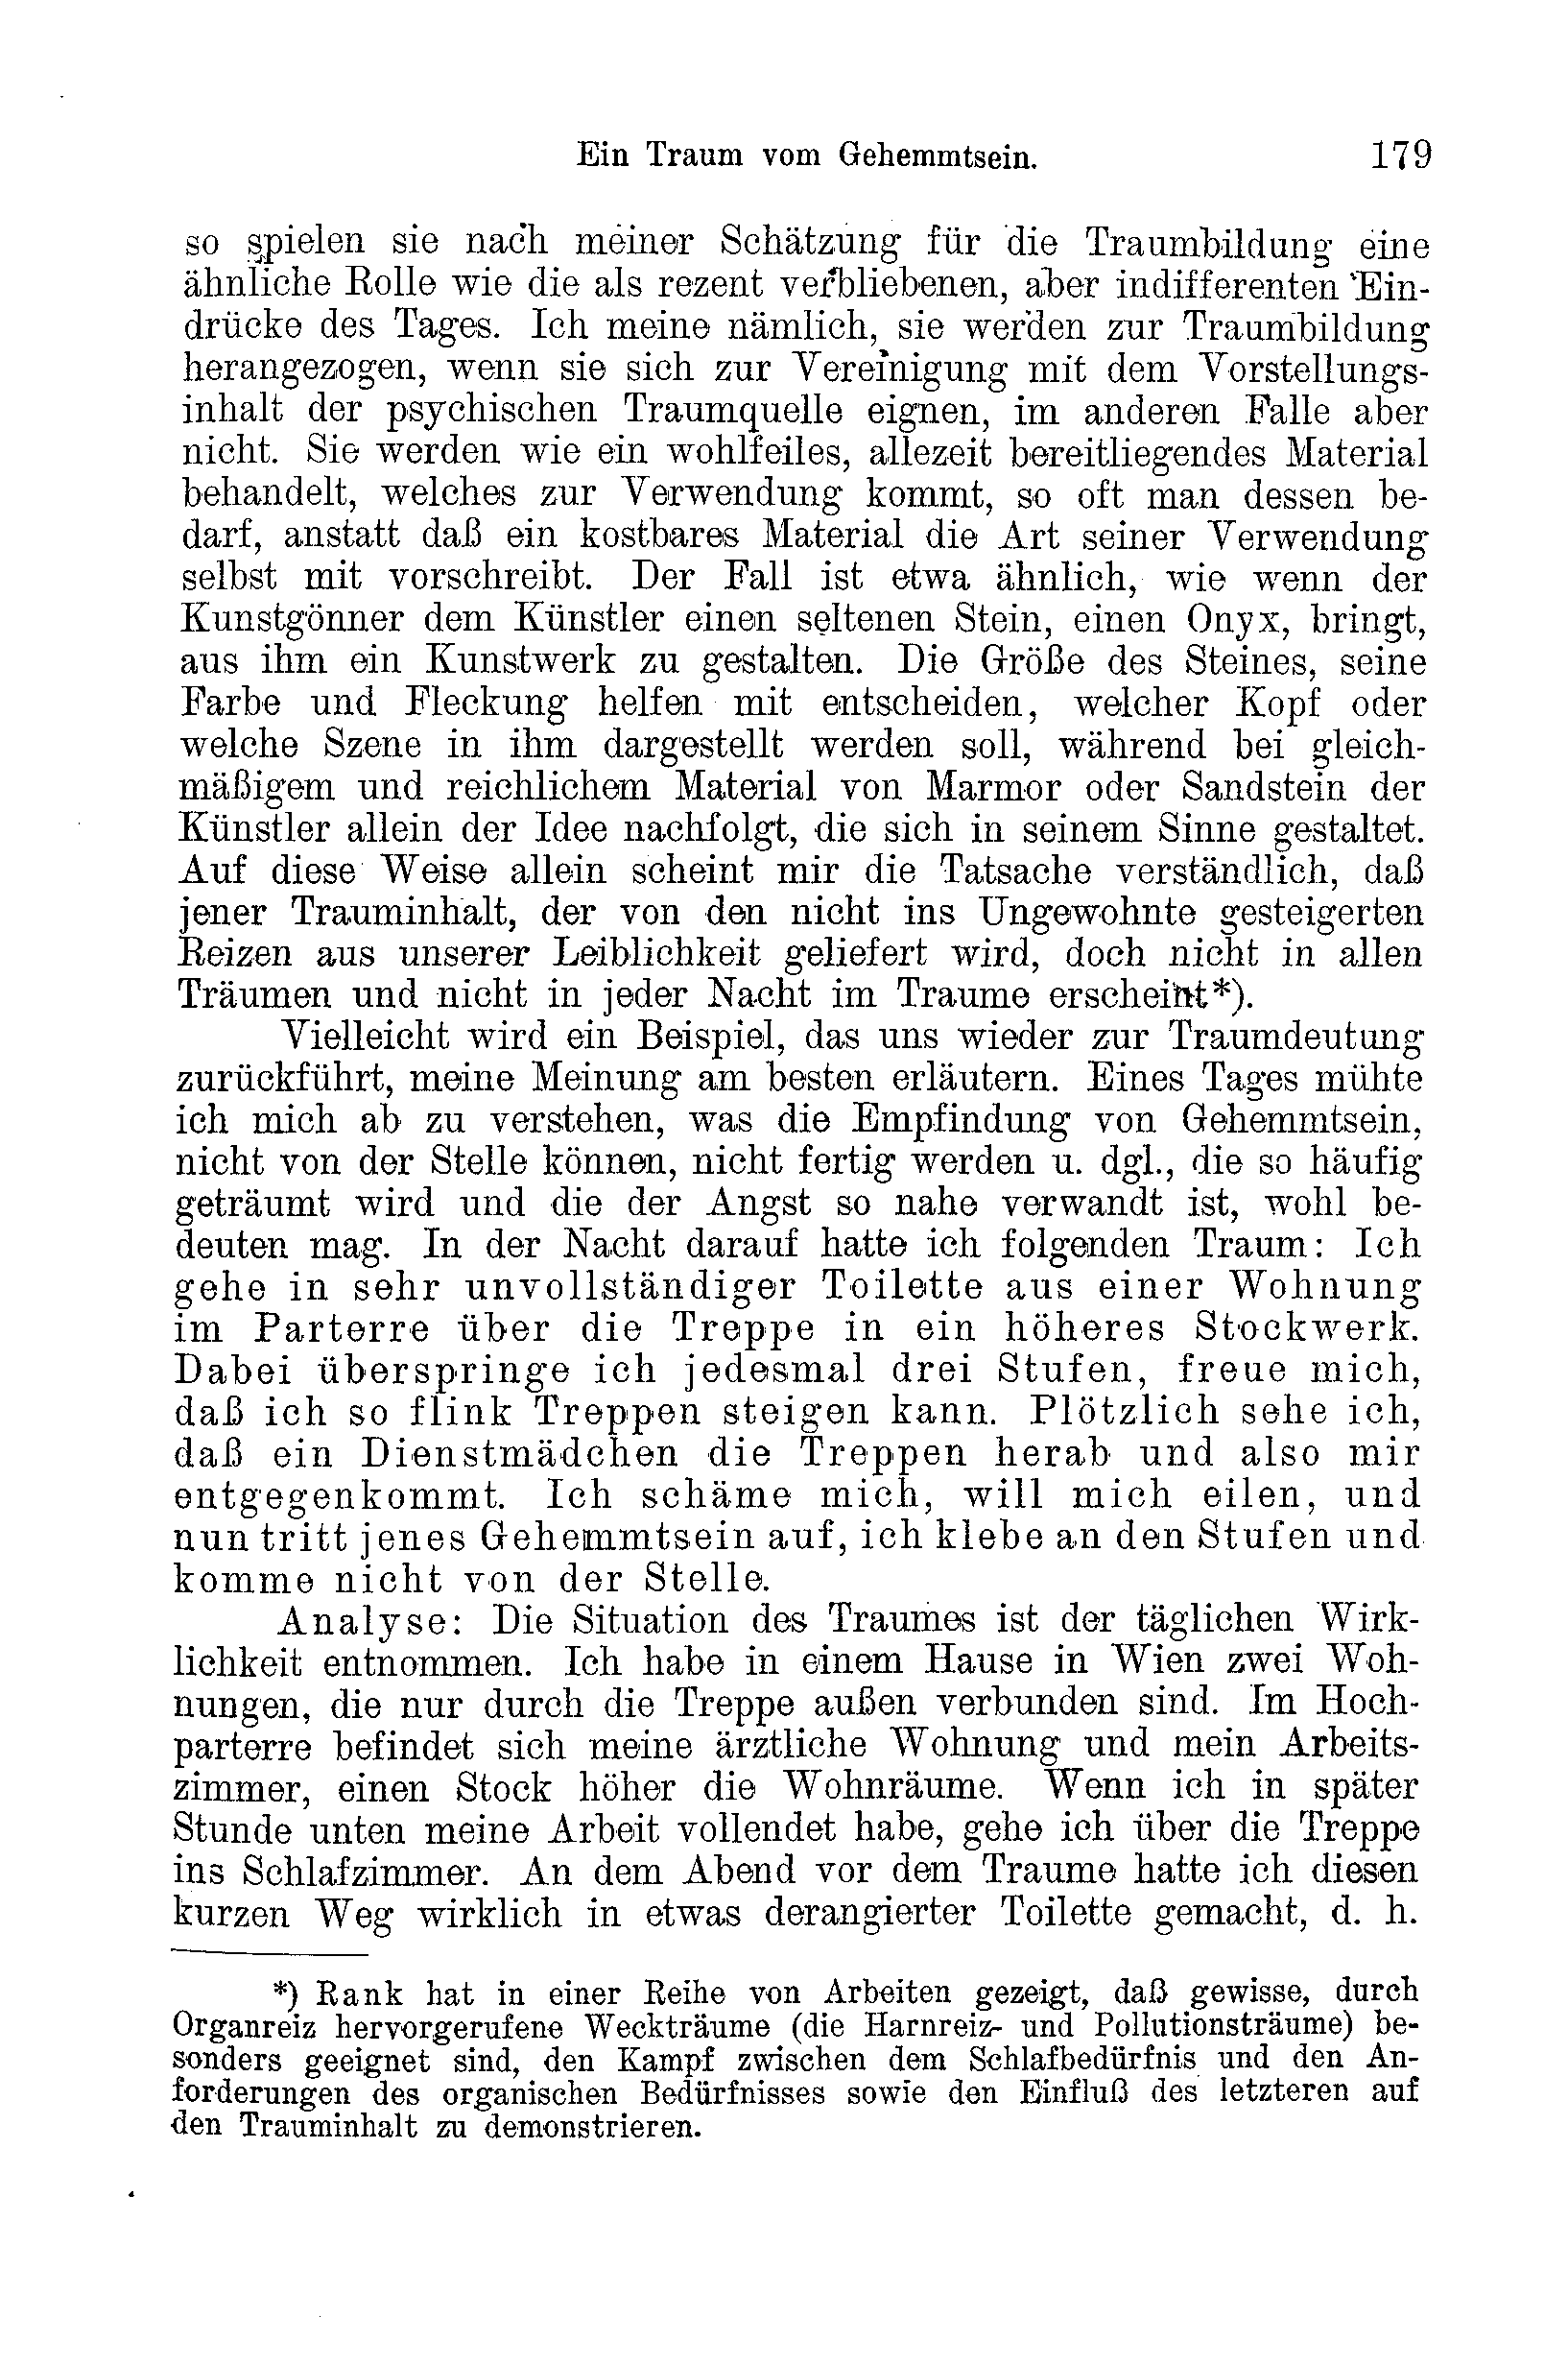 Ein Traum vom Gehemmtsein. 179
so spielen sie nach meiner Schätzung für die Traumbildung eine
ähnliche Rolle wie die als rezent verbliebenen, aber indifferenten Ein-
drücke des Tages. Ich meine nämlich, sie werden zur Traumbildung
herangezogen, wenn sie sich zur Vereinigung mit dem Vorstellungs-
inhalt der psychischen Traumquelle eignen, im anderen Falle aber
nicht. Sie werden wie ein wohlfeiles, allezeit bereitliegendes Material
behandelt, welches zur Verwendung kommt, so oft man dessen be-
darf, anstatt daß ein kostbares Material die Art seiner Verwendung
selbst mit vorschreibt. Der Fall ist etwa ähnlich, wie wenn der
Kunstgönner dem Künstler einen seltenen Stein, einen Onyx, bringt,
aus ihm ein Kunstwerk zu gestalten. Die Größe des Steines, seine
Farbe und Fleckung helfen mit entscheiden, welcher Kopf oder
welche Szene in ihm dargestellt werden soll, während bei gleich-
mäßigem und reichlichem Material von Marmor oder Sandstein der
Künstler allein der Idee nachfolgt, die sich in seinem Sinne gestaltet.
Auf diese Weise allein scheint mir die Tatsache verständlich, daß
jener Trauminhalt, der von den nicht ins Ungewohnte gesteigerten
Reizen aus unserer Leiblichkeit geliefert wird, doch nicht in allen
Träumen und nicht in jeder Nacht im Traume erscheint*).
Vielleicht wird ein Beispiel, das uns wieder zur Traumdeutung
zurückführt, meine Meinung am besten erläutern. Eines Tages mühte
ich mich ab zu verstehen, was die Empfindung von Gehemmtsein,
nicht von der Stelle können, nicht fertig werden u. dgl., die so häufig
geträumt wird und die der Angst so nahe verwandt ist, wohl be-
deuten mag. In der Nacht darauf hatte ich folgenden Traum: Ich
gehe in sehr unvollständiger Toilette aus einer Wohnung
im Parterre über die Treppe in ein höheres Stockwerk.
Dabei überspringe ich jedesmal drei Stufen, freue mich,
daß ich so flink Treppen steigen kann. Plötzlich sehe ich,
daß ein Dienstmädchen die Treppen herab und also mir
entgegenkommt. Ich schäme mich, will mich eilen, und
nun tritt jenes Gehemmtsein auf, ich klebe an den Stufen und
komme nicht von der Stelle.
Analyse: Die Situation des Traumes ist der täglichen Wirk-
lichkeit entnommen. Ich habe in einem Hause in Wien zwei Woh-
nungen, die nur durch die Treppe außen verbunden sind. Im Hoch-
parterre befindet sich meine ärztliche Wohnung und mein Arbeits-
zimmer, einen Stock höher die Wohnräume. Wenn ich in später
Stunde unten meine Arbeit vollendet habe, gehe ich über die Treppe
ins Schlafzimmer. An dem Abend vor dem Traume hatte ich diesen
kurzen Weg wirklich in etwas derangierter Toilette gemacht, d. h.
*) Rank hat in einer Reihe von Arbeiten gezeigt, daß gewisse, durch
Organreiz hervorgerufene Weckträume (die Harnreiz- und Pollutionsträume) be-
sonders geeignet sind, den Kampf zwischen dem Schlafbedürfnis und den An-
forderungen des organischen Bedürfnisses sowie den Einfluß des letzteren auf
den Trauminhalt zu demonstrieren.